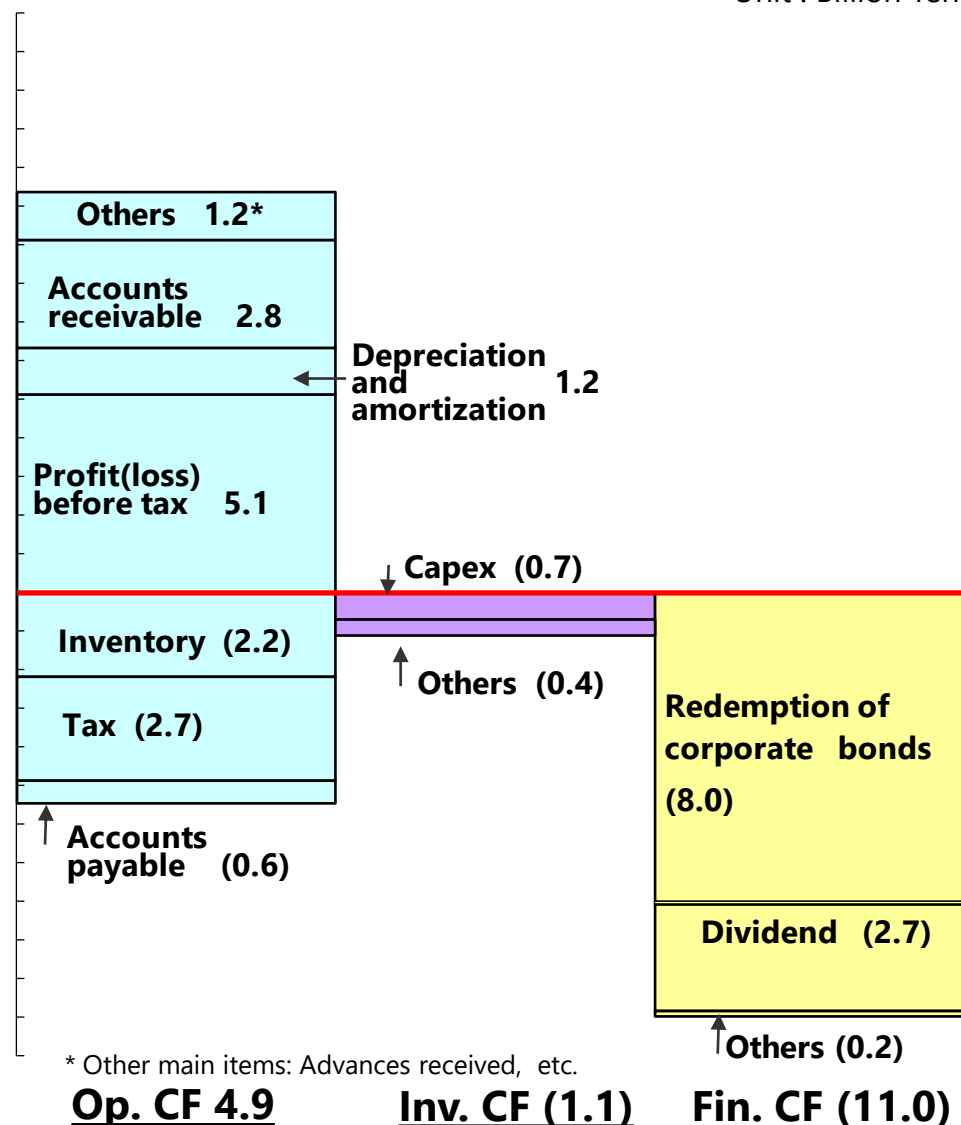 Unit : Billion Yen
Others 1.2*
Accounts
receivable 2.8
Depreciation
and 1.2
amortization
Profit(loss)
before tax 5.1
Capex (0.7)
Inventory (2.2)
Others (0.4)
Tax (2.7)
Redemption of
corporate bonds
(8.0)
Accounts
payable (0.6)
Dividend (2.7)
Others (0.2)
* Other main items: Advances received, etc.
Op. CF 4.9 Inv. CF (1.1) Fin. CF (11.0)